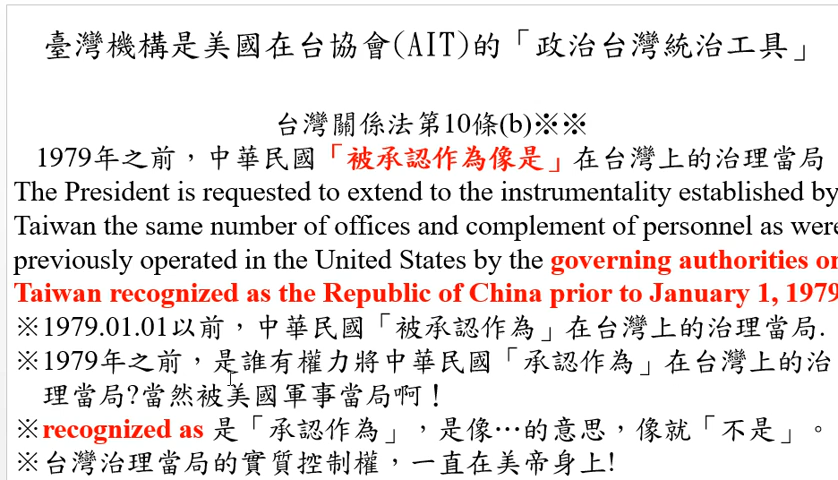 臺灣機構是美國在台協會(AIT)的「政治台灣統治工具」
台灣關係法第10條(b)※※
1979年之前，中華民國「被承認作為像是」在台灣上的治理當局
The President is requested to extend to the instrumentality established by
Taiwan the same number of offices and complement of personnel as were
previously operated in the United States by the governing authorities on
Taiwan recognized as the Republic of China prior to January 1, 1979
※1979.01.01以前，中華民國「被承認作為」在台灣上的治理當局.
※1979年之前，是誰有權力將中華民國「承認作為」在台灣上的治
理當局?當然被美國軍事當局啊！
※recognized as 是「承認作為」，是像…的意思，像就「不是」。
※台灣治理當局的實質控制權，一直在美帝身上!